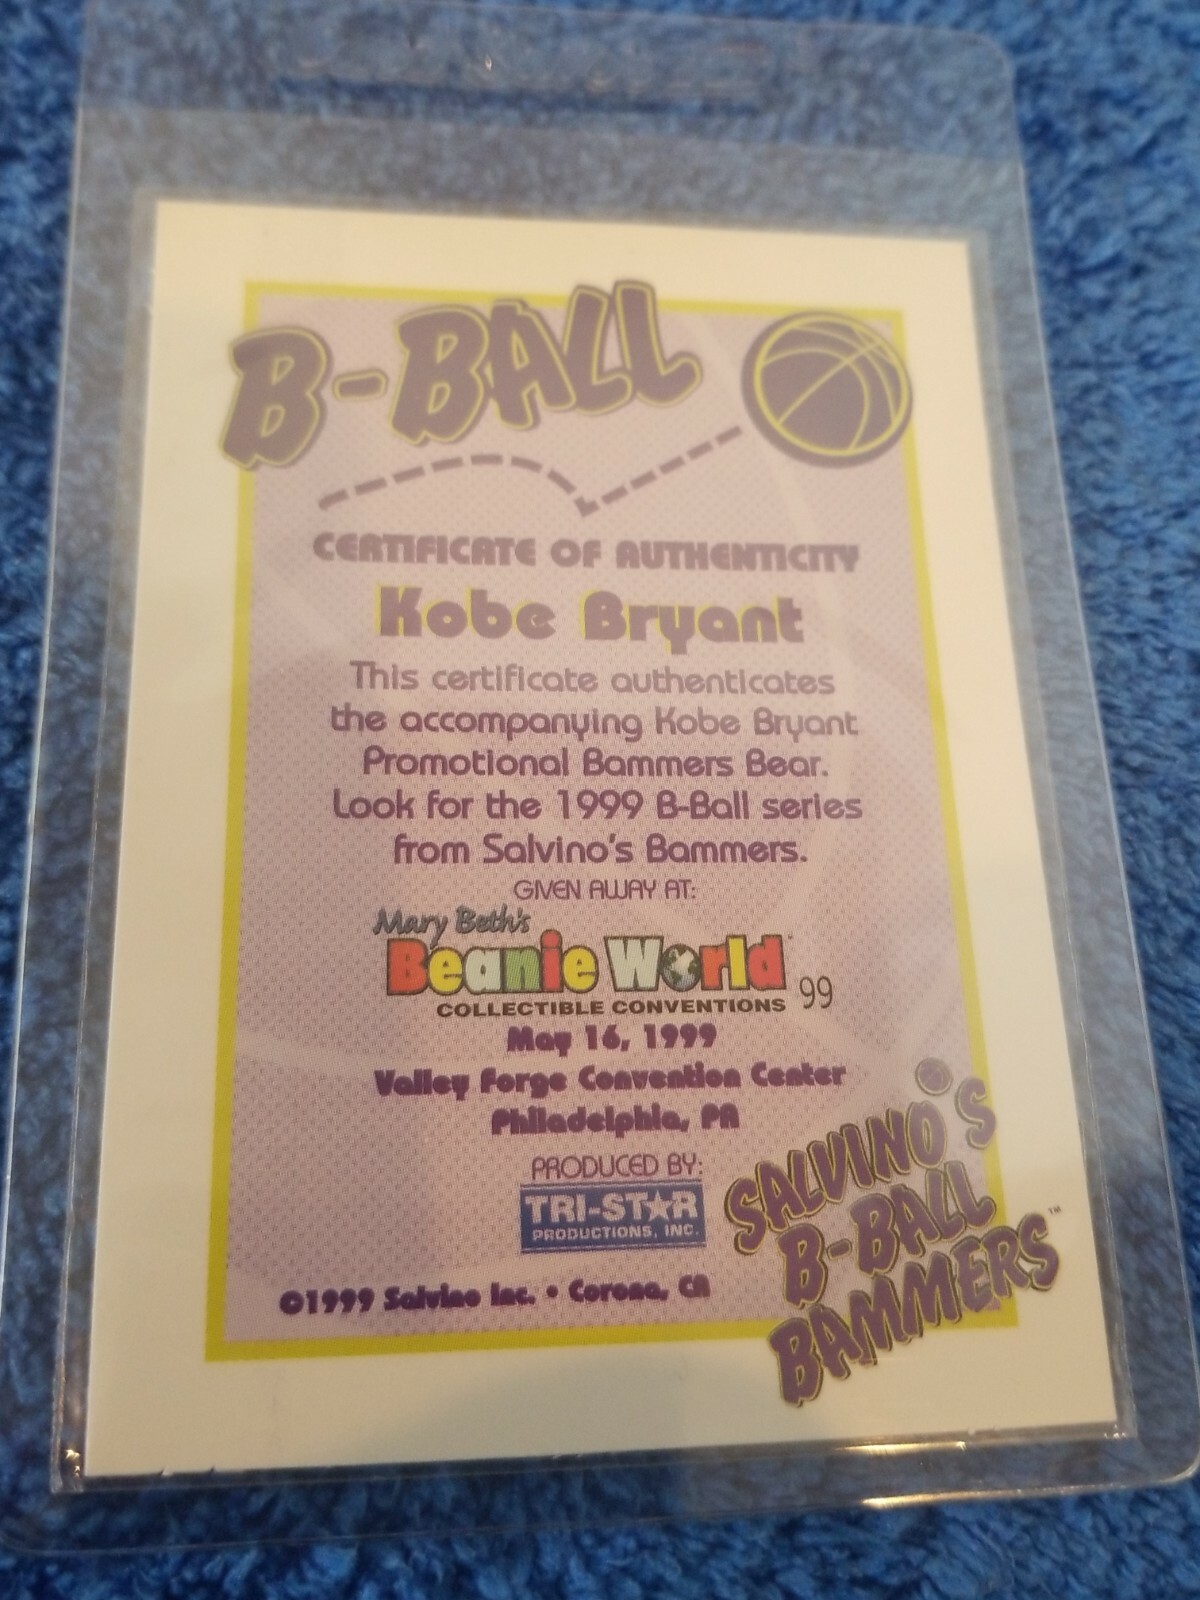 B-BALL
CERTIFICATE OF AUTHENTICITY
Kobe Bryant
This certificate authenticates
the accompanying Kobe Bryant
Promotional Bammers Bear.
Look for the 1999 B-Ball series
from Salvino's Bammers.
GIVEN AWAY AT:
Mary Beth's
Beanie World™
COLLECTIBLE CONVENTIONS 99
May 16, 1999
Valley Forge Convention Center
Philadelphia, PA
PRODUCED BY:
TRI-STAR
PRODUCTIONS, INC.
©1999 Salvino Inc. • Corona, CA
SALVINO'S
B-BALL
BAMMERS™